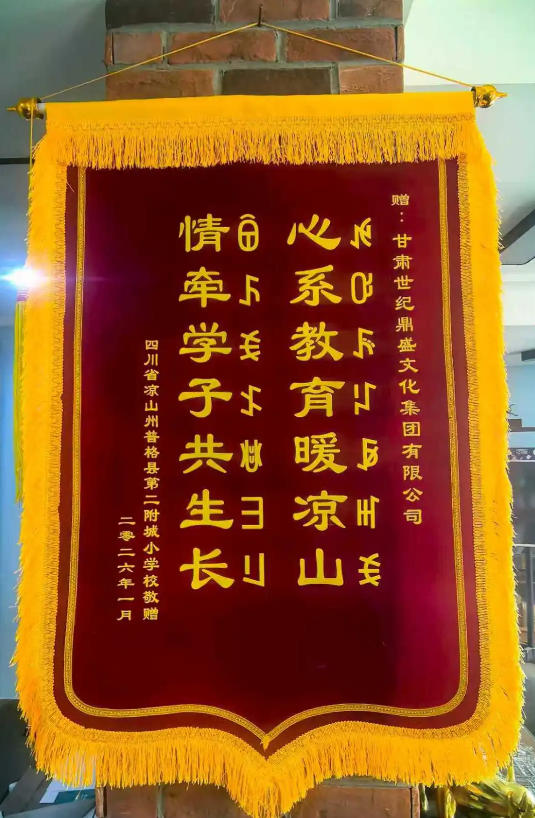 赠：甘肃世纪鼎盛文化集团有限公司
心系教育暖凉山
情牵学子共生长
四川省凉山州普格县第二附城小学校敬赠
二零二六年一月